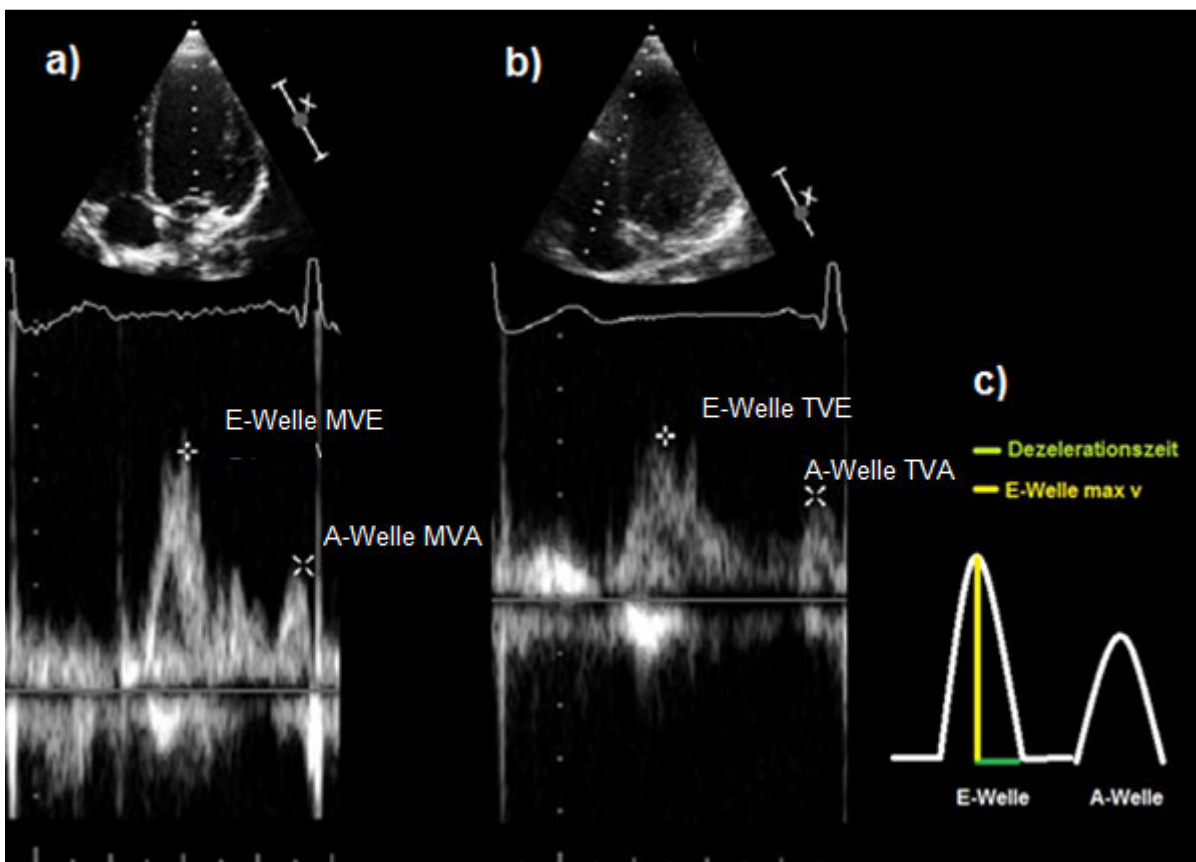 a)
E-Welle MVE
A-Welle MVA
b)
E-Welle TVE
A-Welle TVA
c)
Dezelerationszeit
E-Welle max v
E-Welle
A-Welle